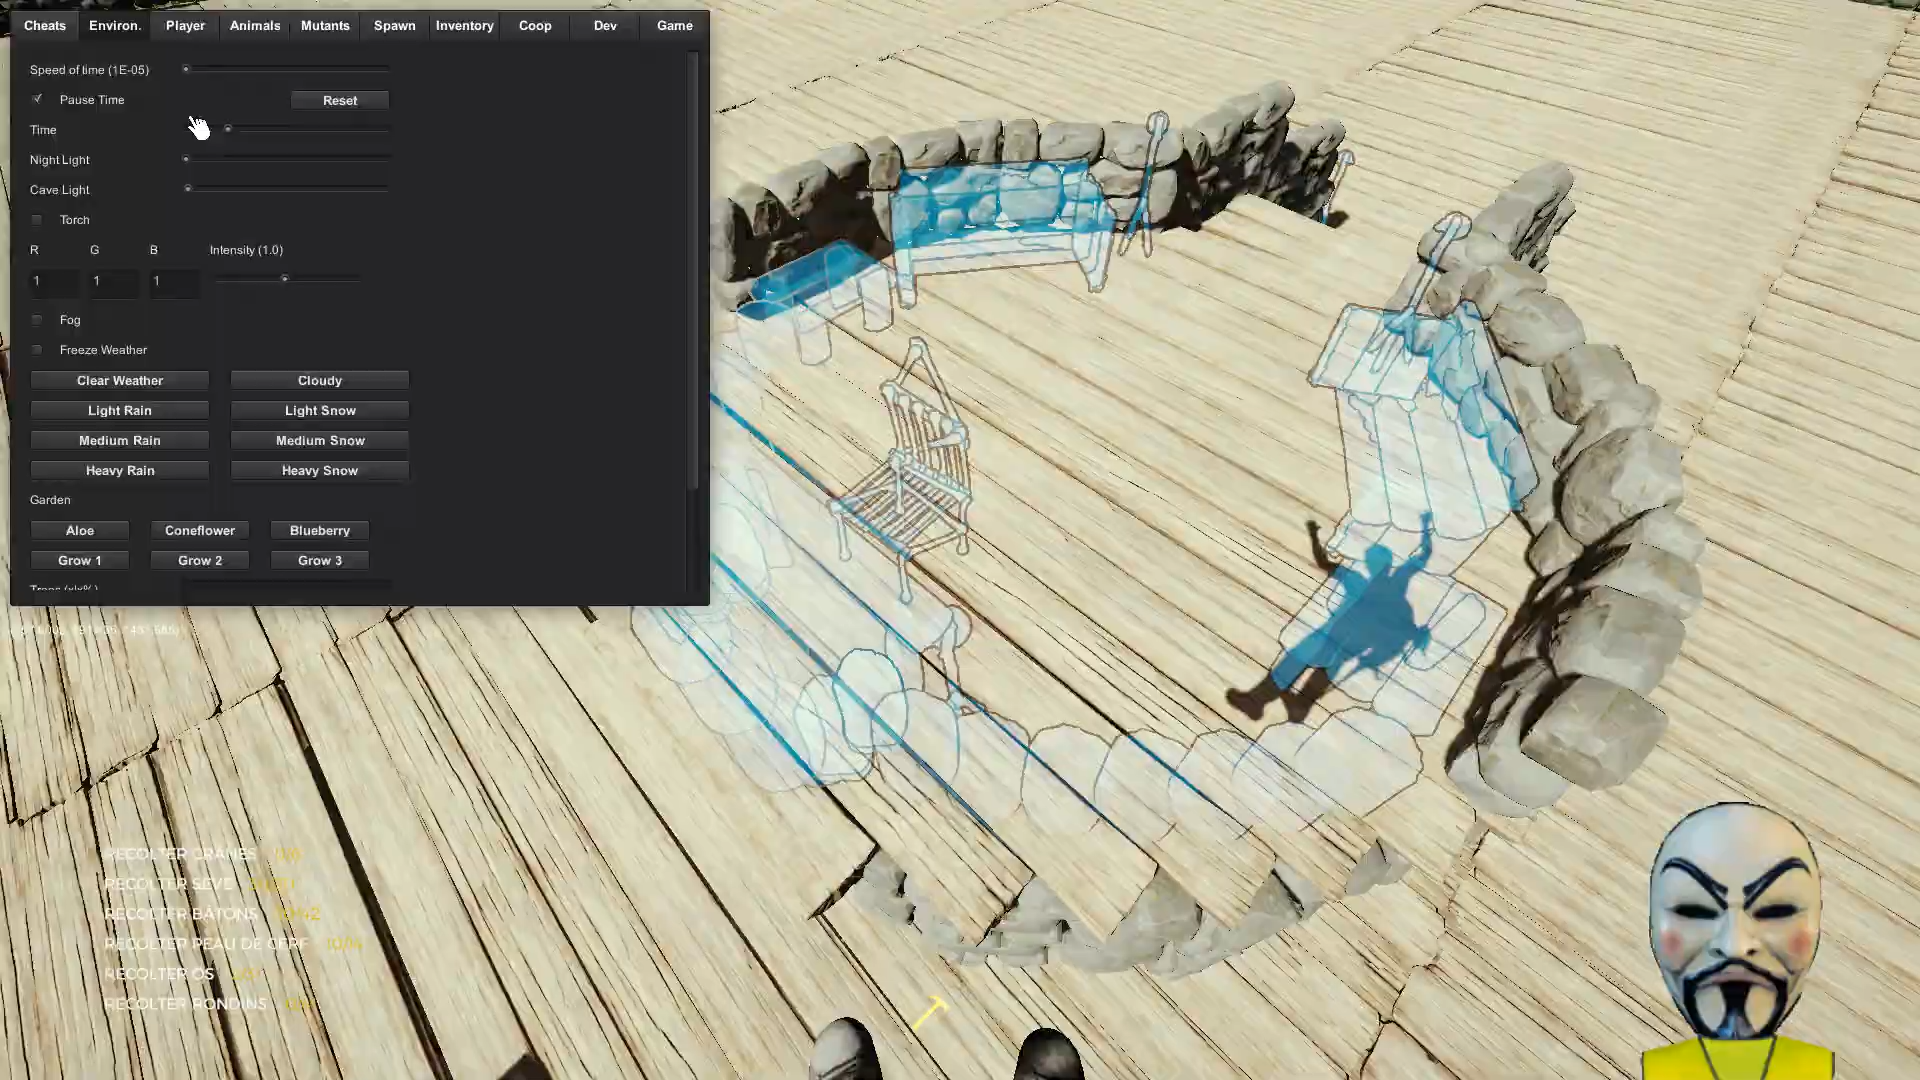 Cheats Environ. Player Animals Mutants Spawn Inventory Coop Dev Game
Speed of time (1E-05)
Pause Time Reset
Time
Night Light
Cave Light
Torch
R G B Intensity (1.0)
1 1 1
Fog
Freeze Weather
Clear Weather Cloudy
Light Rain Light Snow
Medium Rain Medium Snow
Heavy Rain Heavy Snow
Garden
Aloe Coneflower Blueberry
Grow 1 Grow 2 Grow 3
RECOLTER CRÂNES
RECOLTER SÈVE
RECOLTER BÂTONS
RECOLTER PEAU DE CERF
RECOLTER OS
RECOLTER RONDINS